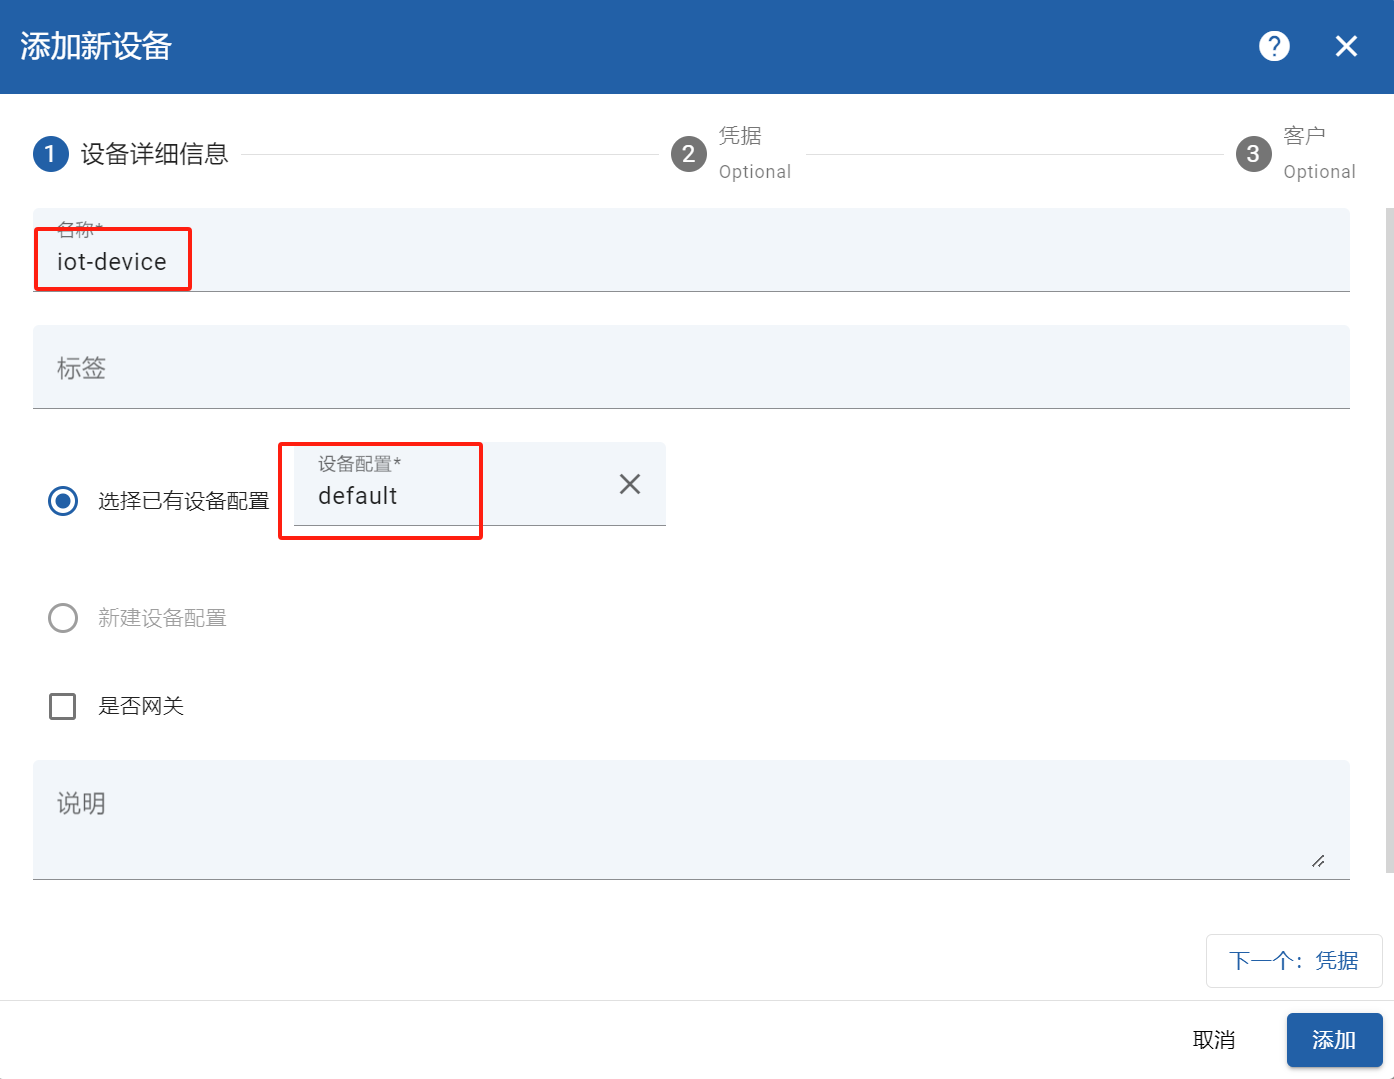 添加新设备
?
1 设备详细信息
2 凭据
Optional
3 客户
Optional
名称*
iot-device
标签
选择已有设备配置
设备配置*
default
新建设备配置
是否网关
说明
下一个：凭据
取消
添加